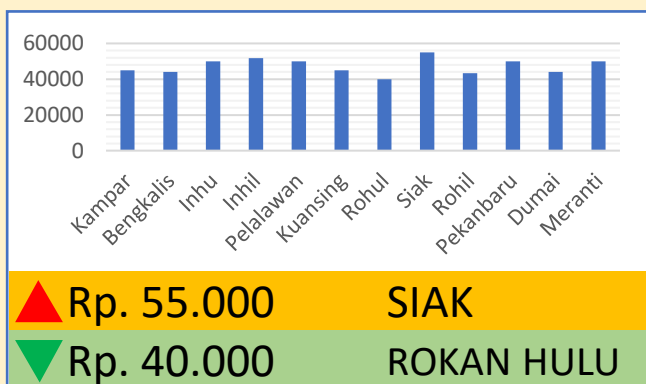 60000
40000
20000
0
Kampar
Bengkalis
Inhu
Inhil
Pelalawan
Kuansing
Rohul
Siak
Rohil
Pekanbaru
Dumai
Meranti
Rp. 55.000 SIAK
Rp. 40.000 ROKAN HULU